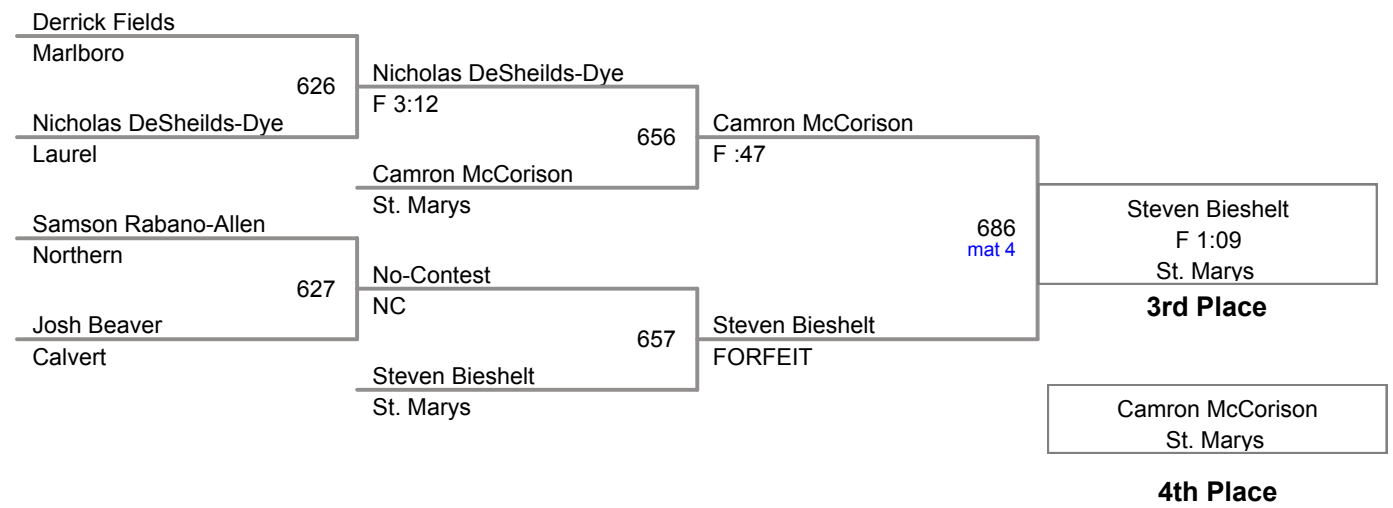 Derrick Fields
Marlboro
626
Nicholas DeSheilds-Dye
Laurel
Nicholas DeSheilds-Dye
F 3:12
656
Camron McCorison
St. Marys
Samson Rabano-Allen
Northern
627
Josh Beaver
Calvert
No-Contest
NC
657
Steven Bieshelt
St. Marys
Camron McCorison
F :47
686
mat 4
Steven Bieshelt
FORFEIT
Steven Bieshelt
F 1:09
St. Marys
3rd Place
Camron McCorison
St. Marys
4th Place